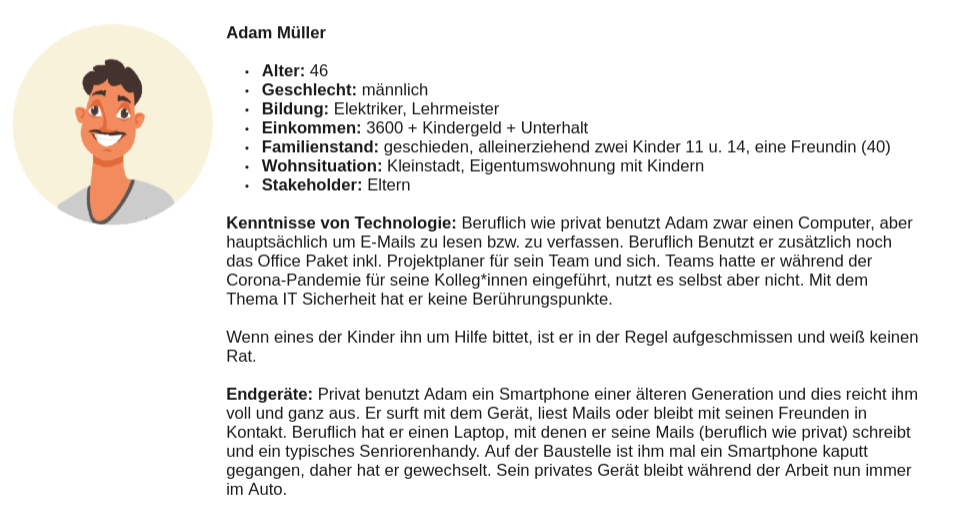 Adam Müller
• Alter: 46
• Geschlecht: männlich
• Bildung: Elektriker, Lehrmeister
• Einkommen: 3600 + Kindergeld + Unterhalt
• Familienstand: geschieden, alleinerziehend zwei Kinder 11 u. 14, eine Freundin (40)
• Wohnsituation: Kleinstadt, Eigentumswohnung mit Kindern
• Stakeholder: Eltern
Kenntnisse von Technologie: Beruflich wie privat benutzt Adam zwar einen Computer, aber
hauptsächlich um E-Mails zu lesen bzw. zu verfassen. Beruflich Benutzt er zusätzlich noch
das Office Paket inkl. Projektplaner für sein Team und sich. Teams hatte er während der
Corona-Pandemie für seine Kolleg*innen eingeführt, nutzt es selbst aber nicht. Mit dem
Thema IT Sicherheit hat er keine Berührungspunkte.
Wenn eines der Kinder ihn um Hilfe bittet, ist er in der Regel aufgeschmissen und weiß keinen
Rat.
Endgeräte: Privat benutzt Adam ein Smartphone einer älteren Generation und dies reicht ihm
voll und ganz aus. Er surft mit dem Gerät, liest Mails oder bleibt mit seinen Freunden in
Kontakt. Beruflich hat er einen Laptop, mit denen er seine Mails (beruflich wie privat) schreibt
und ein typisches Senriorenhandy. Auf der Baustelle ist ihm mal ein Smartphone kaputt
gegangen, daher hat er gewechselt. Sein privates Gerät bleibt während der Arbeit nun immer
im Auto.